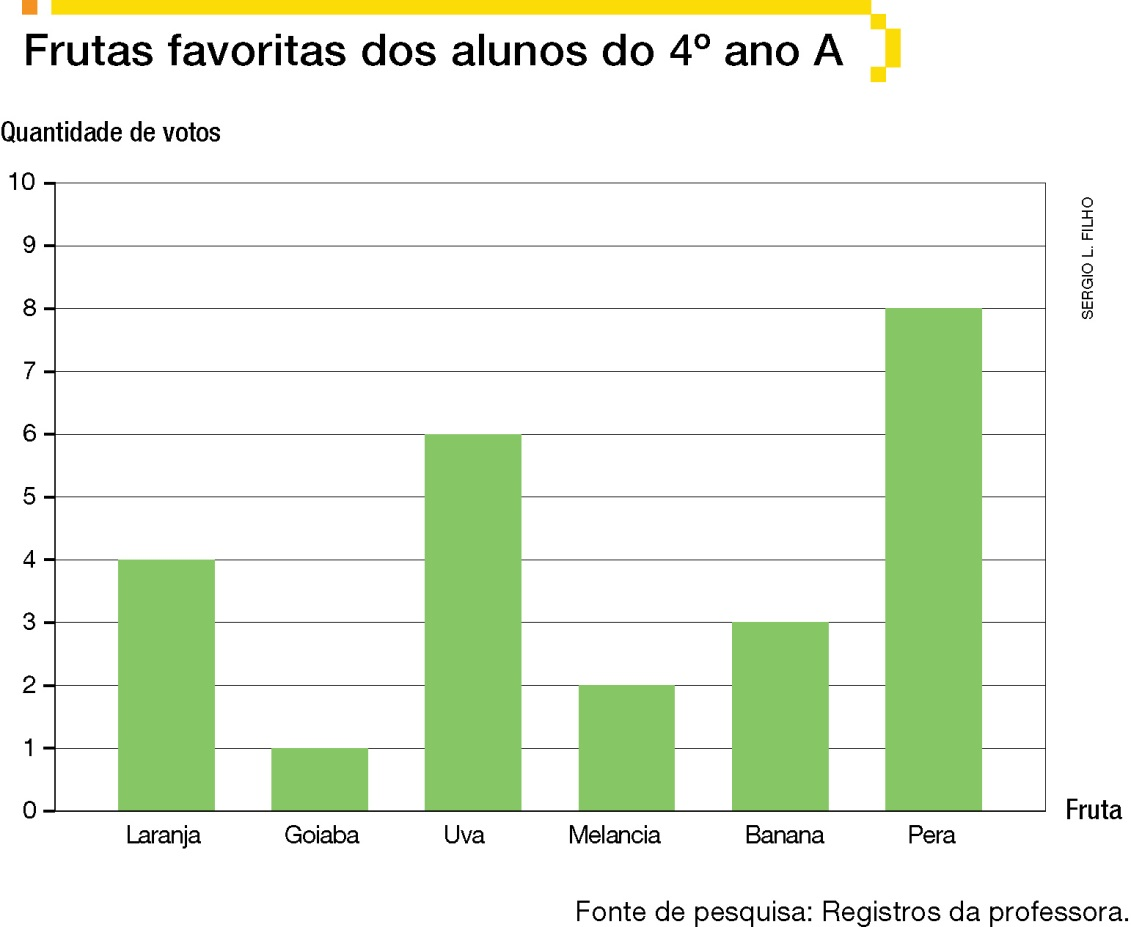 Frutas favoritas dos alunos do 4º ano A
Quantidade de votos
10
9
8
7
6
5
4
3
2
1
0
Laranja Goiaba Uva Melancia Banana Pera
Fruta
SERGIO L. FILHO
Fonte de pesquisa: Registros da professora.